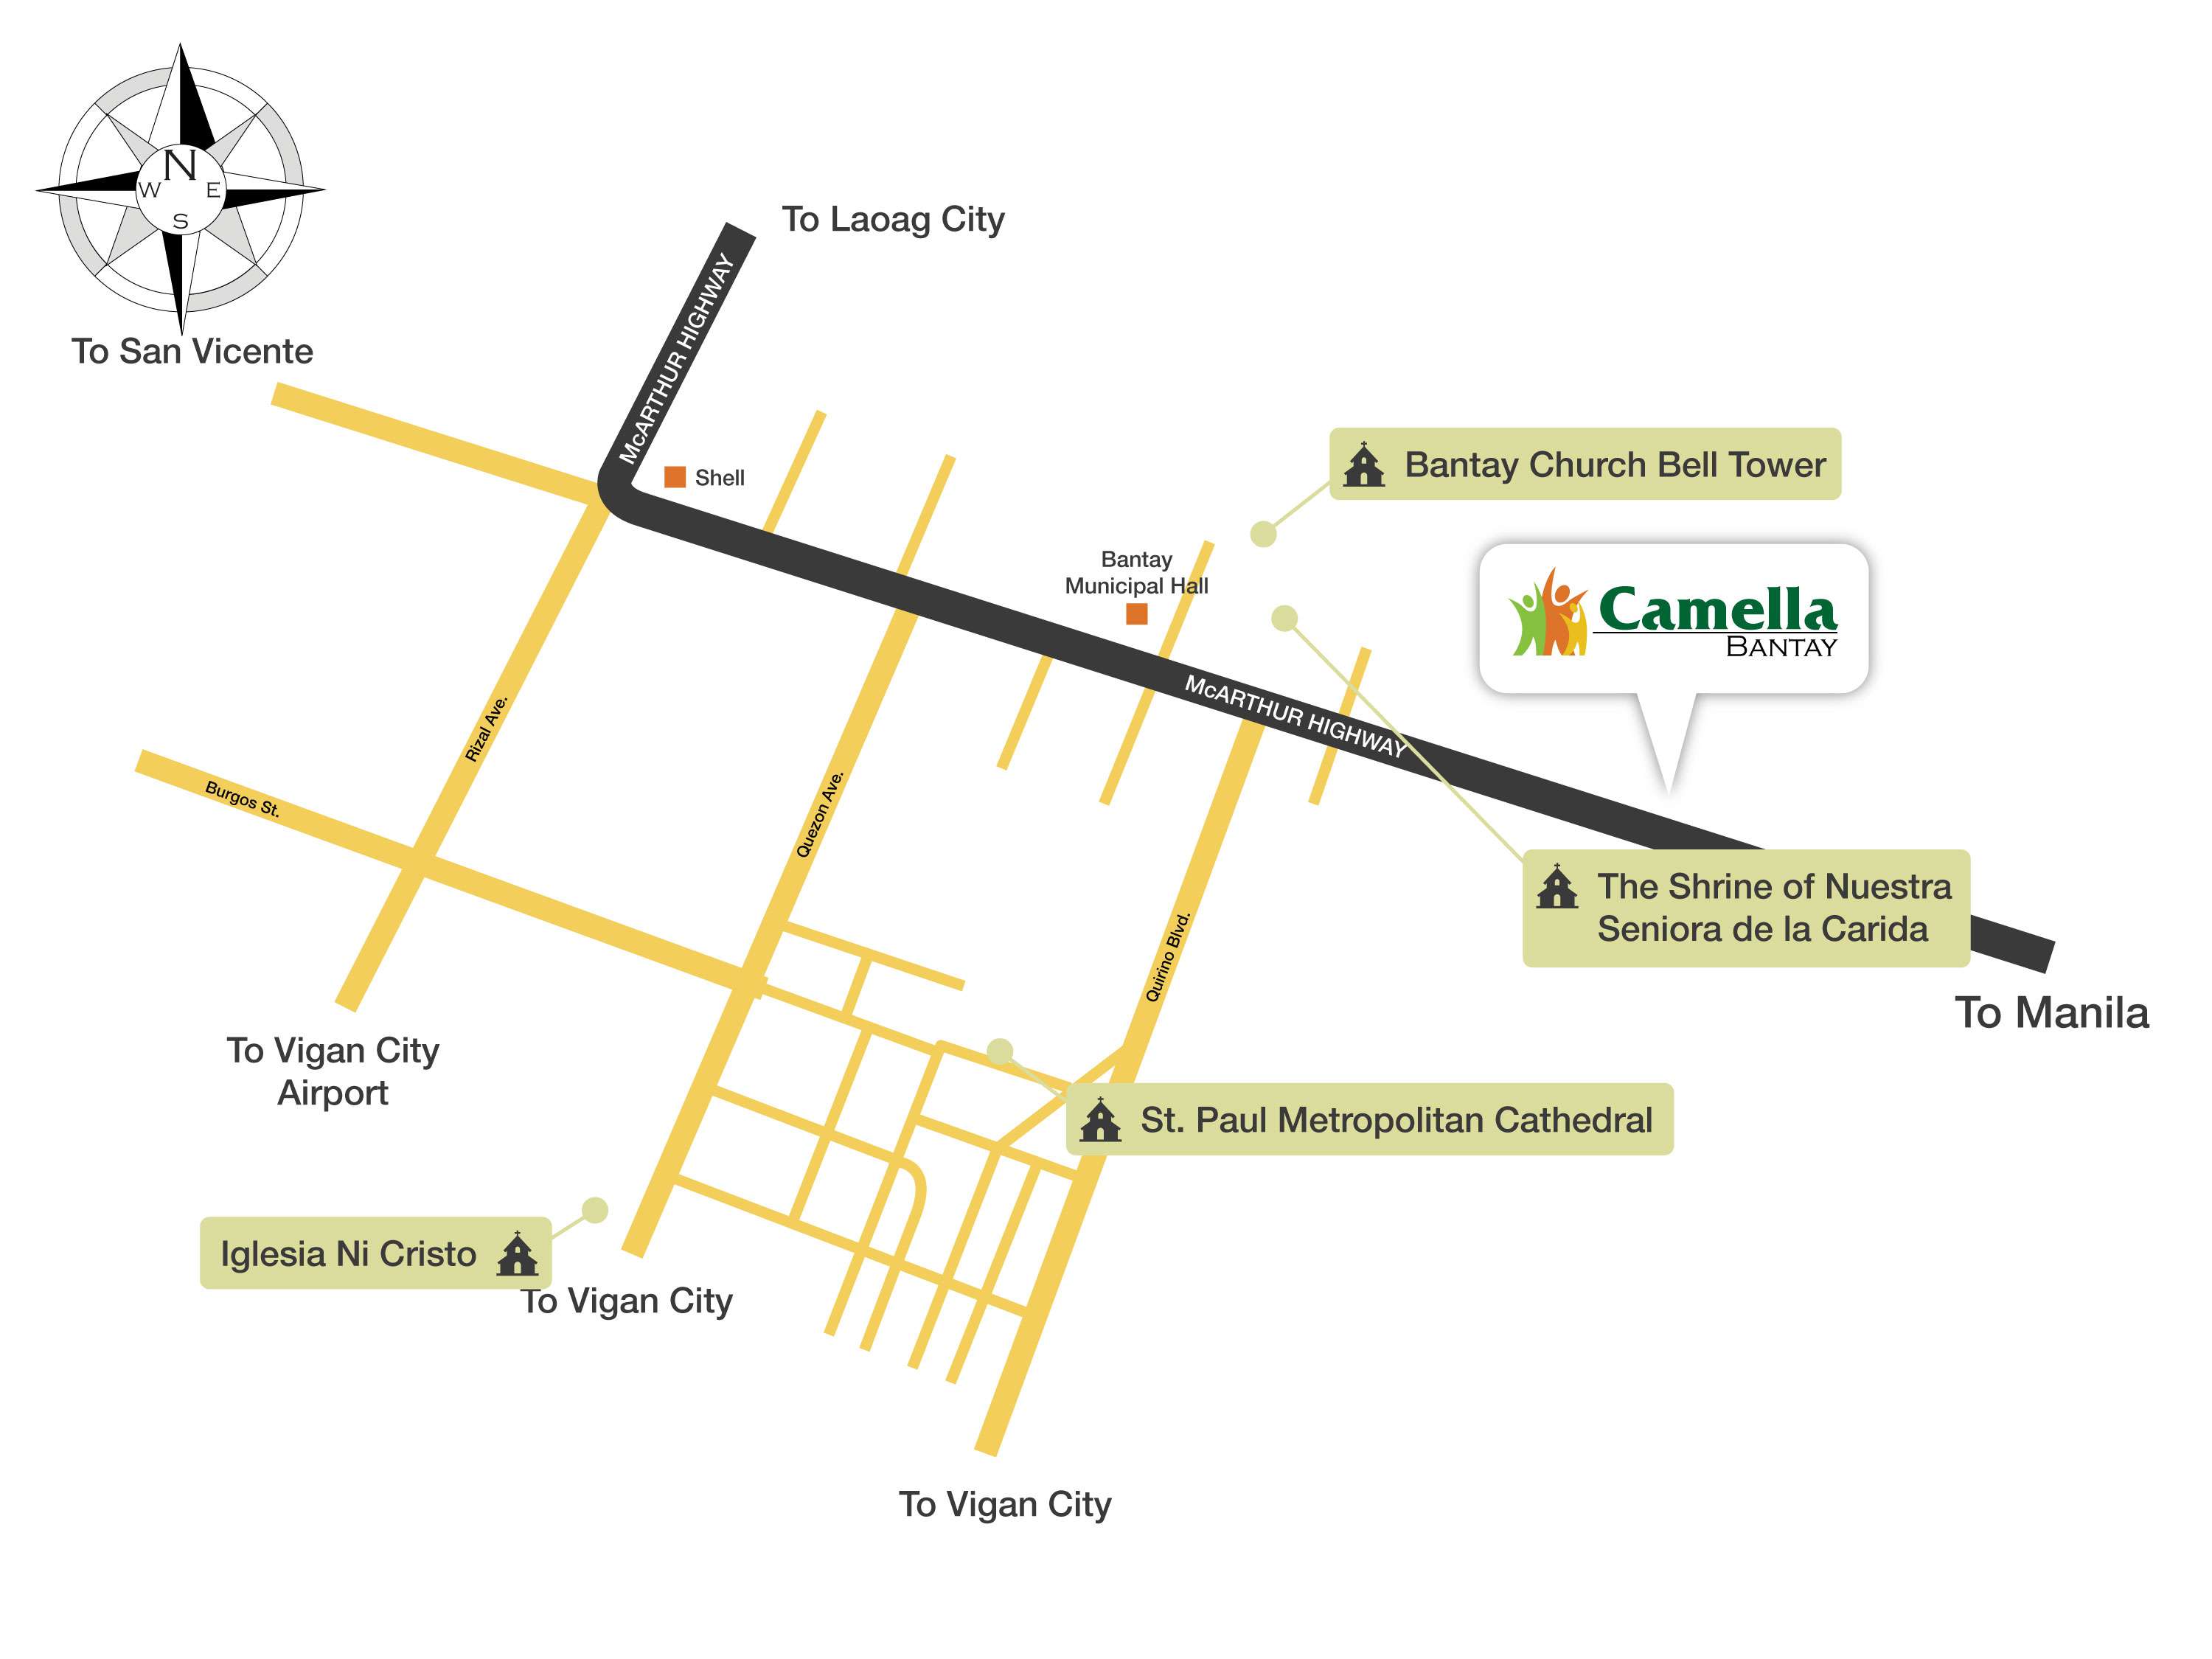 N
W
E
S
To Laoag City
To San Vicente
McARTHUR HIGHWAY
Shell
Bantay Church Bell Tower
Bantay
Municipal Hall
Camella
BANTAY
McARTHUR HIGHWAY
Rizal Ave.
Burgos St.
Quezon Ave.
The Shrine of Nuestra
Seniora de la Carida
Quirino Blvd.
To Manila
To Vigan City
Airport
St. Paul Metropolitan Cathedral
Iglesia Ni Cristo
To Vigan City
To Vigan City